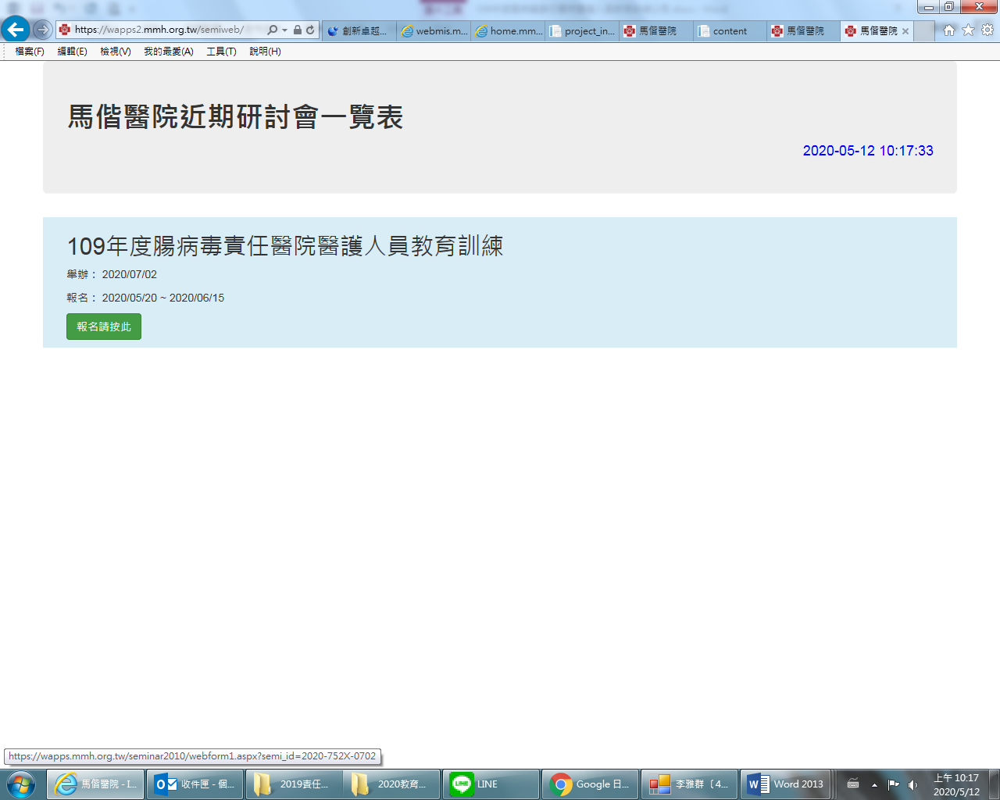 https://wapps2.mmh.org.tw/semiweb/
創新卓越...
webmis.m...
home.mm...
project_in...
馬偕醫院
content
馬偕醫院
馬偕醫院
檔案(F) 編輯(E) 檢視(V) 我的最愛(A) 工具(T) 說明(H)
馬偕醫院近期研討會一覽表
2020-05-12 10:17:33
109年度腸病毒責任醫院醫護人員教育訓練
舉辦： 2020/07/02
報名： 2020/05/20 ~ 2020/06/15
報名請按此
https://wapps.mmh.org.tw/seminar2010/webform1.aspx?semi_id=2020-752X-0702
馬偕醫院 - I...
收件匣 - 個...
2019責任...
2020教育...
LINE
Google 日...
李雅群〔4...
Word 2013
上午 10:17
2020/5/12